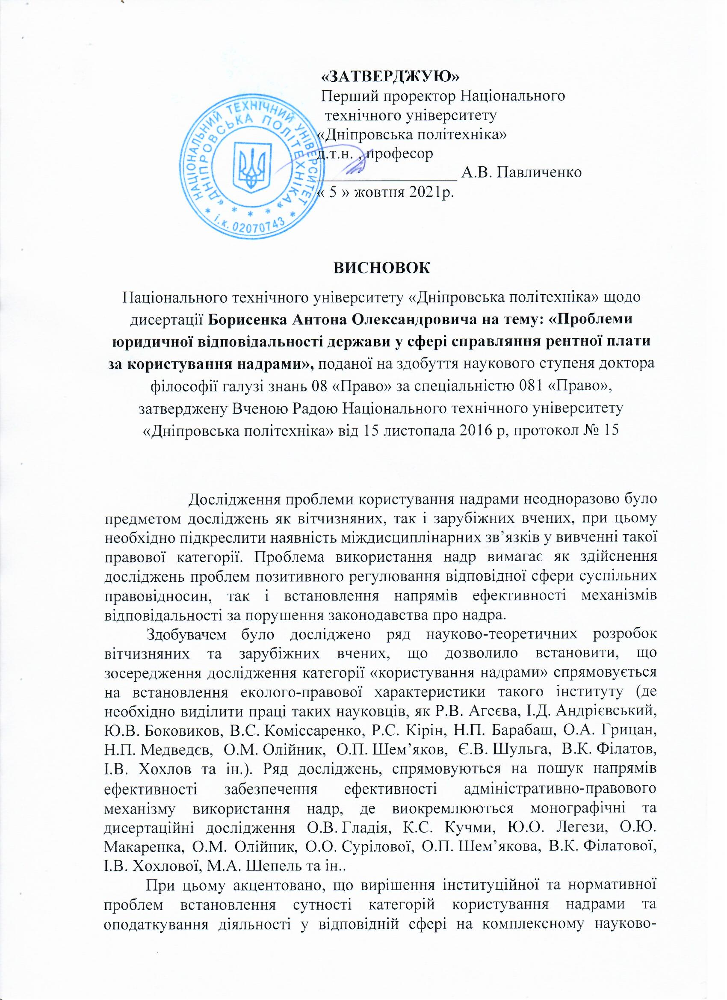 «ЗАТВЕРДЖУЮ»
Перший проректор Національного
технічного університету
«Дніпровська політехніка»
д.т.н. , професор
А.В. Павличенко
« 5 » жовтня 2021р.
НАЦІОНАЛЬНИЙ ТЕХНІЧНИЙ УНІВЕРСИТЕТ
«ДНІПРОВСЬКА ПОЛІТЕХНІКА»
* і.к. 02070743 *
ВИСНОВОК
Національного технічного університету «Дніпровська політехніка» щодо
дисертації Борисенка Антона Олександровича на тему: «Проблеми
юридичної відповідальності держави у сфері справляння рентної плати
за користування надрами», поданої на здобуття наукового ступеня доктора
філософії галузі знань 08 «Право» за спеціальністю 081 «Право»,
затверджену Вченою Радою Національного технічного університету
«Дніпровська політехніка» від 15 листопада 2016 р, протокол № 15
Дослідження проблеми користування надрами неодноразово було
предметом досліджень як вітчизняних, так і зарубіжних вчених, при цьому
необхідно підкреслити наявність міждисциплінарних зв’язків у вивченні такої
правової категорії. Проблема використання надр вимагає як здійснення
досліджень проблем позитивного регулювання відповідної сфери суспільних
правовідносин, так і встановлення напрямів ефективності механізмів
відповідальності за порушення законодавства про надра.
Здобувачем було досліджено ряд науково-теоретичних розробок
вітчизняних та зарубіжних вчених, що дозволило встановити, що
зосередження дослідження категорії «користування надрами» спрямовується
на встановлення еколого-правової характеристики такого інституту (де
необхідно виділити праці таких науковців, як Р.В. Агеєва, І.Д. Андрієвський,
Ю.В. Боковиков, В.С. Коміссаренко, Р.С. Кірін, Н.П. Барабаш, О.А. Грицан,
Н.П. Медведєв, О.М. Олійник, О.П. Шем’яков, Є.В. Шульга, В.К. Філатов,
І.В. Хохлов та ін.). Ряд досліджень, спрямовуються на пошук напрямів
ефективності забезпечення ефективності адміністративно-правового
механізму використання надр, де виокремлюються монографічні та
дисертаційні дослідження О.В. Гладія, К.С. Кучми, Ю.О. Легези, О.Ю.
Макаренка, О.М. Олійник, О.О. Сурілової, О.П. Шем’якова, В.К. Філатової,
І.В. Хохлової, М.А. Шепель та ін..
При цьому акцентовано, що вирішення інституційної та нормативної
проблем встановлення сутності категорій користування надрами та
оподаткування діяльності у відповідній сфері на комплексному науково-